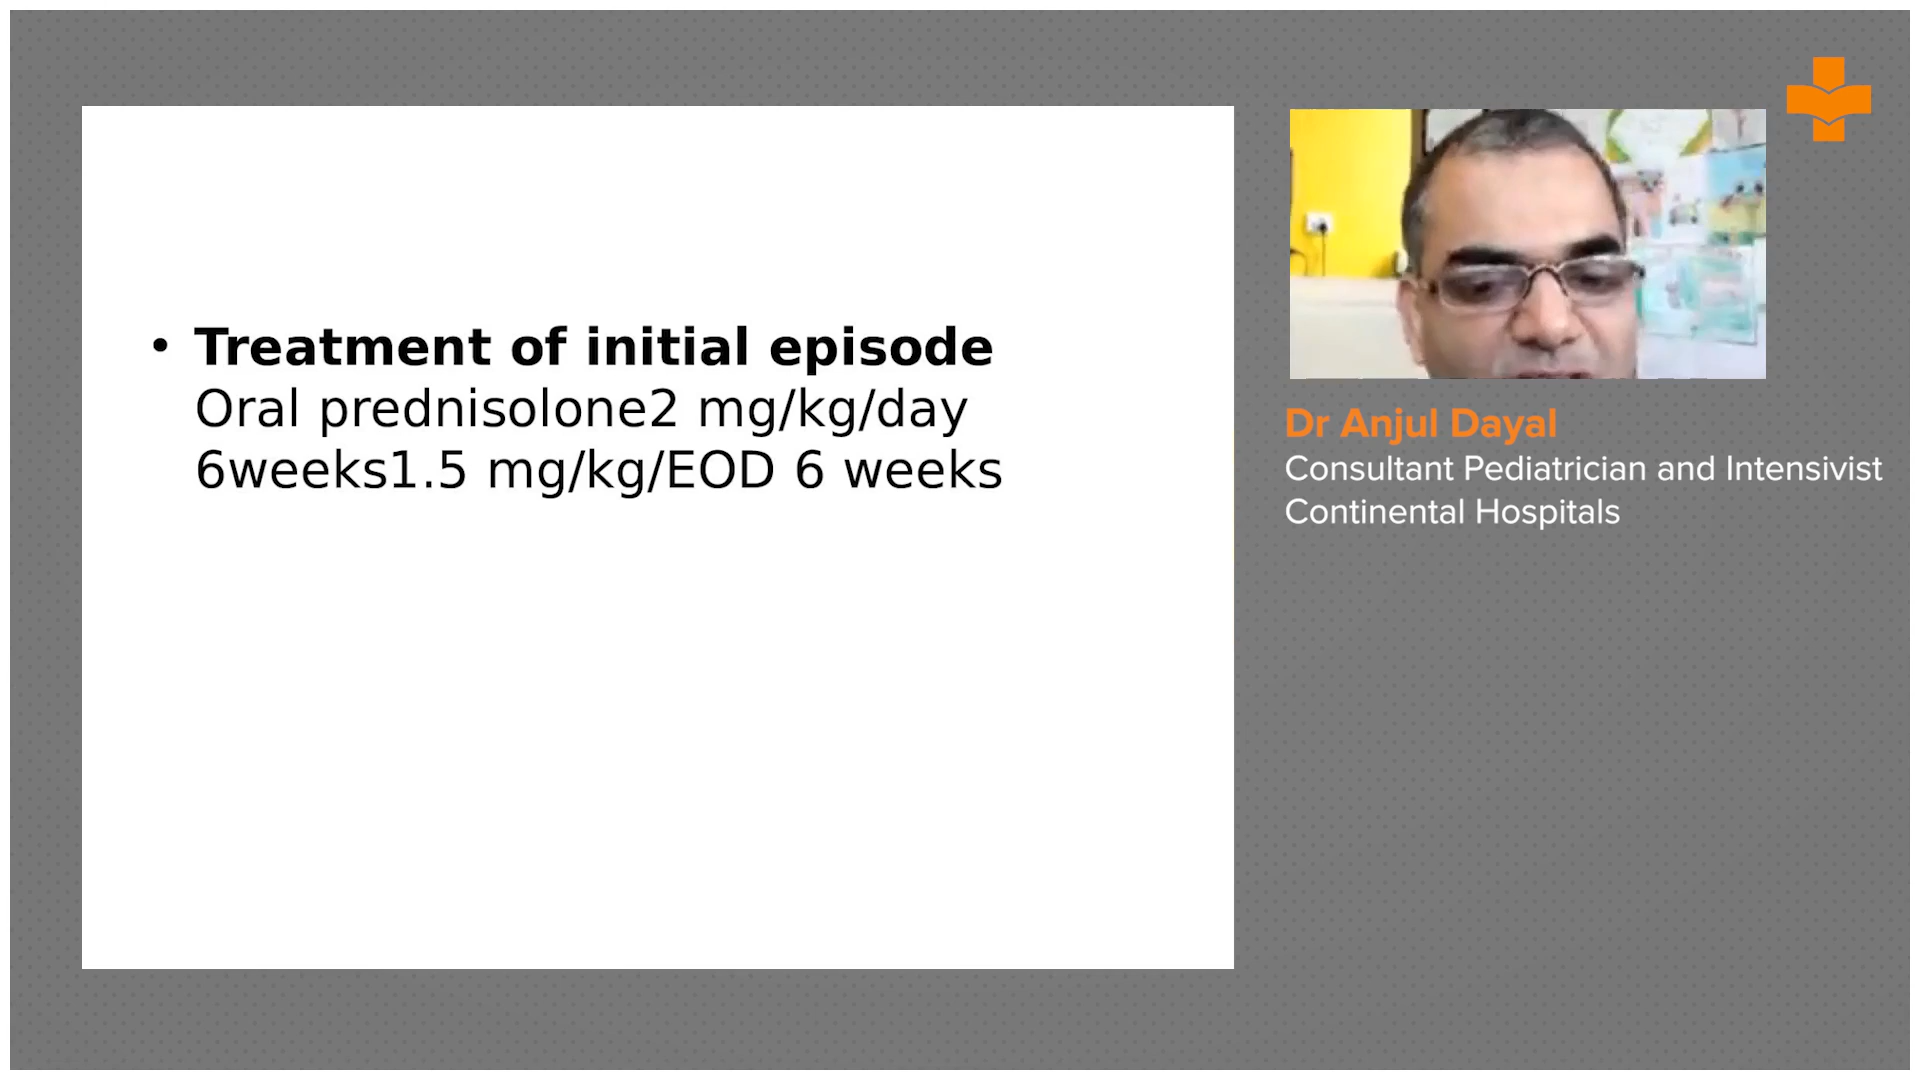 • Treatment of initial episode
Oral prednisolone2 mg/kg/day
6weeks1.5 mg/kg/EOD 6 weeks
Dr Anjul Dayal
Consultant Pediatrician and Intensivist
Continental Hospitals